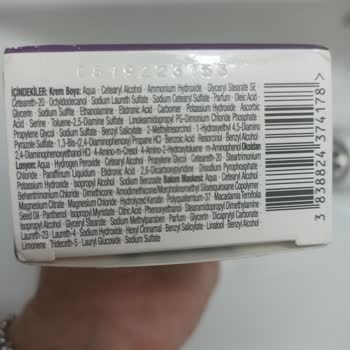 0519/23153
İÇİNDEKİLER: Krem Boya: Aqua · Cetearyl Alcohol · Ammonium Hydroxide · Glyceryl Stearate SE
Ceteareth-20 · Octyldodecanol · Sodium Laureth Sulfate · Sodium Cetearyl Sulfate · Parfum · Oleic Acid
Glycerin · Sodium Sulfite · Ethanolamine · Etidronic Acid · Carbomer · Potassium Hydroxide · Ascorbic
Acid · Serine · Toluene-2,5-Diamine Sulfate · Linoleamidopropyl PG-Dimonium Chloride Phosphate
Propylene Glycol · Sodium Sulfate · Benzyl Salicylate · 2-Methylresorcinol · 1-Hydroxyethyl 4,5-Diamino
Pyrazole Sulfate · 1,3-Bis-(2,4-Diaminophenoxy) Propane HCl · Benzoic Acid · Resorcinol · Linalool
2,4-Diaminophenoxyethanol HCl · 4-Amino-m-Cresol · 4-Amino-2-Hydroxytoluene · m-Aminophenol Oksidan
Losyon: Aqua · Hydrogen Peroxide · Cetearyl Alcohol · Propylene Glycol · Ceteareth-20 · Steartrimonium
Chloride · Paraffinum Liquidum · Etidronic Acid · 2,6-Dicarboxypyridine · Disodium Pyrophosphate
Potassium Hydroxide · Isopropyl Alcohol · Simethicone · Sodium Benzoate Bakım Maskesi: Aqua · Cetearyl Alcohol
Behentrimonium Chloride · Dimethicone · Amodimethicone Morpholinomethyl Silsesquioxane Copolymer
Magnesium Citrate · Magnesium Chloride · Hydrolyzed Keratin · Polyquaternium-37 · Macadamia Ternifolia
Seed Oil · Panthenol · Isopropyl Myristate · Citric Acid · Phenoxyethanol · Stearamidopropyl Dimethylamine
Isopropyl Alcohol · Glyceryl Stearate · Sodium Methylparaben · Parfum · Glycerin · Dicaprylyl Carbonate
Laureth-23 · Laureth-4 · Sodium Hydroxide · Hexyl Cinnamal · Benzyl Salicylate · Linalool · Benzyl Alcohol
Limonene · Trideceth-5 · Lauryl Glucoside · Sodium Sulfate
3 838824 374178 >